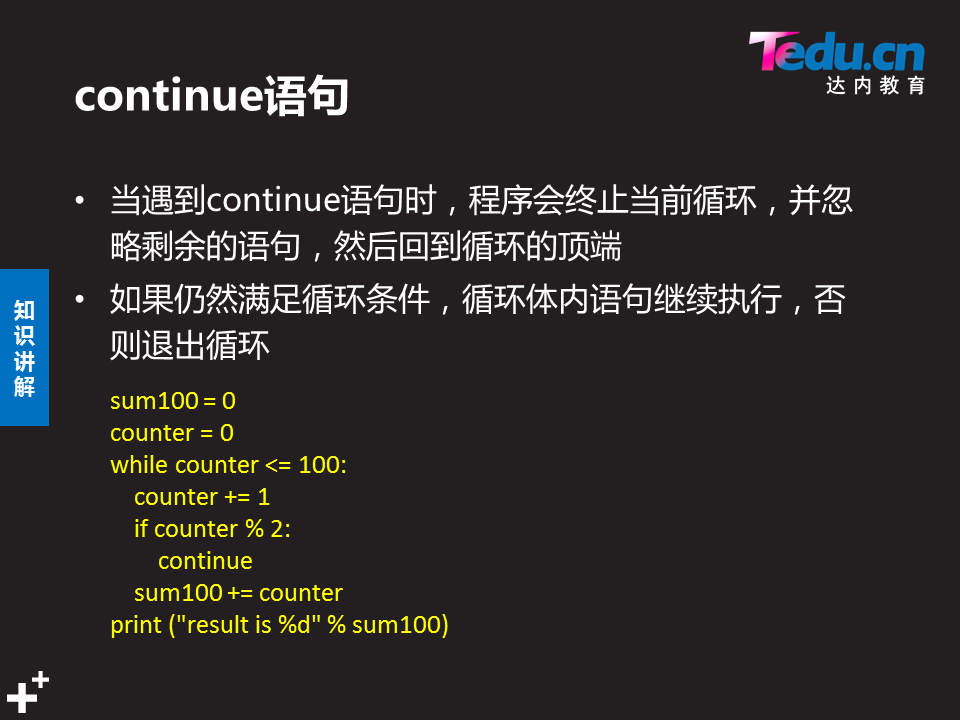 Tedu.cn
达内教育
continue语句
• 当遇到continue语句时，程序会终止当前循环，并忽
略剩余的语句，然后回到循环的顶端
• 如果仍然满足循环条件，循环体内语句继续执行，否
则退出循环
知
识
讲
解
sum100 = 0
counter = 0
while counter <= 100:
    counter += 1
    if counter % 2:
        continue
    sum100 += counter
print ("result is %d" % sum100)